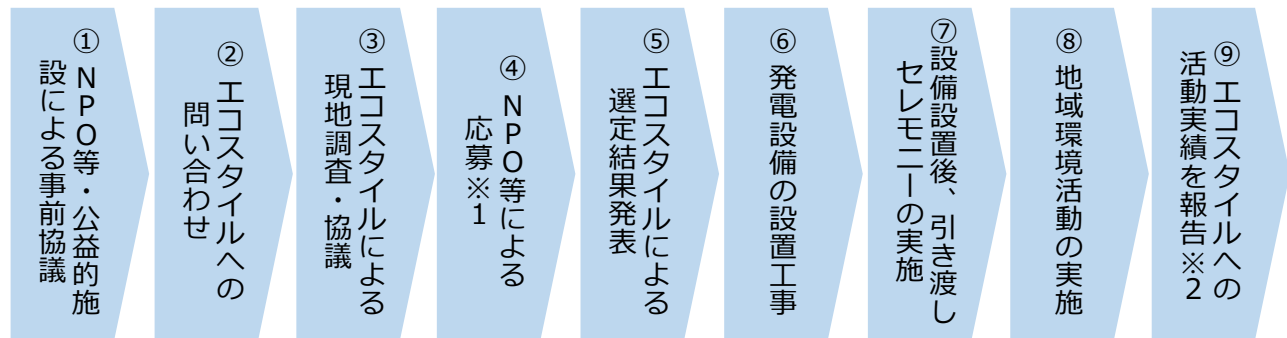 ① NPO等・公益的施
設による事前協議
② エコスタイルへの
問い合わせ
③ エコスタイルによる
現地調査・協議
④ NPO等による
応募※1
⑤ エコスタイルによる
選定結果発表
⑥ 発電設備の設置工事
⑦設備設置後、引き渡し
セレモニーの実施
⑧ 地域環境活動の実施
⑨ エコスタイルへの
活動実績を報告※2